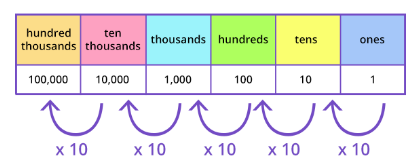 hundred thousands
ten thousands
thousands
hundreds
tens
ones
100,000
10,000
1,000
100
10
1
x 10
x 10
x 10
x 10
x 10